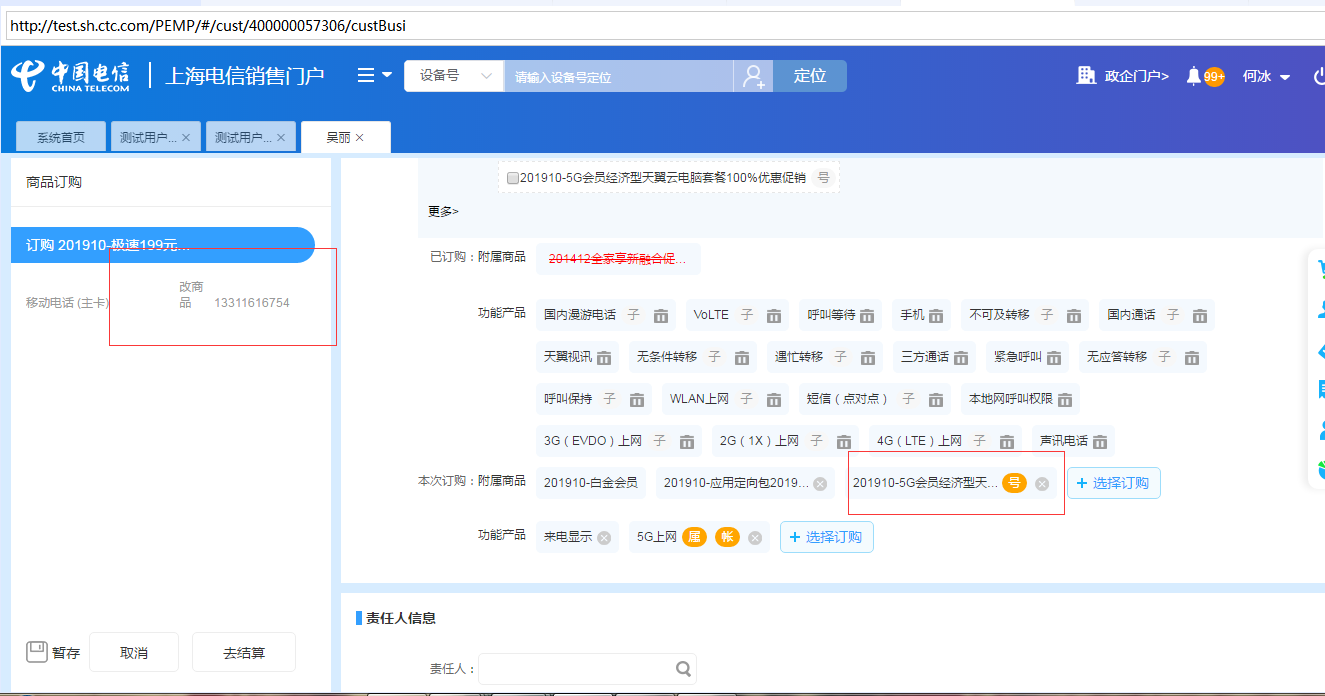 http://test.sh.ctc.com/PEMP/#/cust/400000057306/custBusi
中国电信 CHINA TELECOM 上海电信销售门户 设备号 请输入设备号定位 定位 政企门户> 99+ 何冰
系统首页 测试用户... 测试用户... 吴丽
商品订购
201910-5G会员经济型天翼云电脑套餐100%优惠促销 号
更多>
订购 201910-极速199元...
移动电话 (主卡) 改商品 13311616754
已订购 : 附属商品 201412全家享新融合促...
功能产品 国内漫游电话 子 VoLTE 子 呼叫等待 手机 不可及转移 子 国内通话 子
天翼视讯 无条件转移 子 遇忙转移 子 三方通话 紧急呼叫 无应答转移 子
呼叫保持 子 WLAN上网 子 短信（点对点） 子 本地网呼叫权限
3G（EVDO）上网 子 2G（1X）上网 子 4G（LTE）上网 子 声讯电话
本次订购 : 附属商品 201910-白金会员 201910-应用定向包2019... 201910-5G会员经济型天... 号 + 选择订购
功能产品 来电显示 5G上网 属 帐 + 选择订购
责任人信息
暂存 取消 去结算
责任人 :